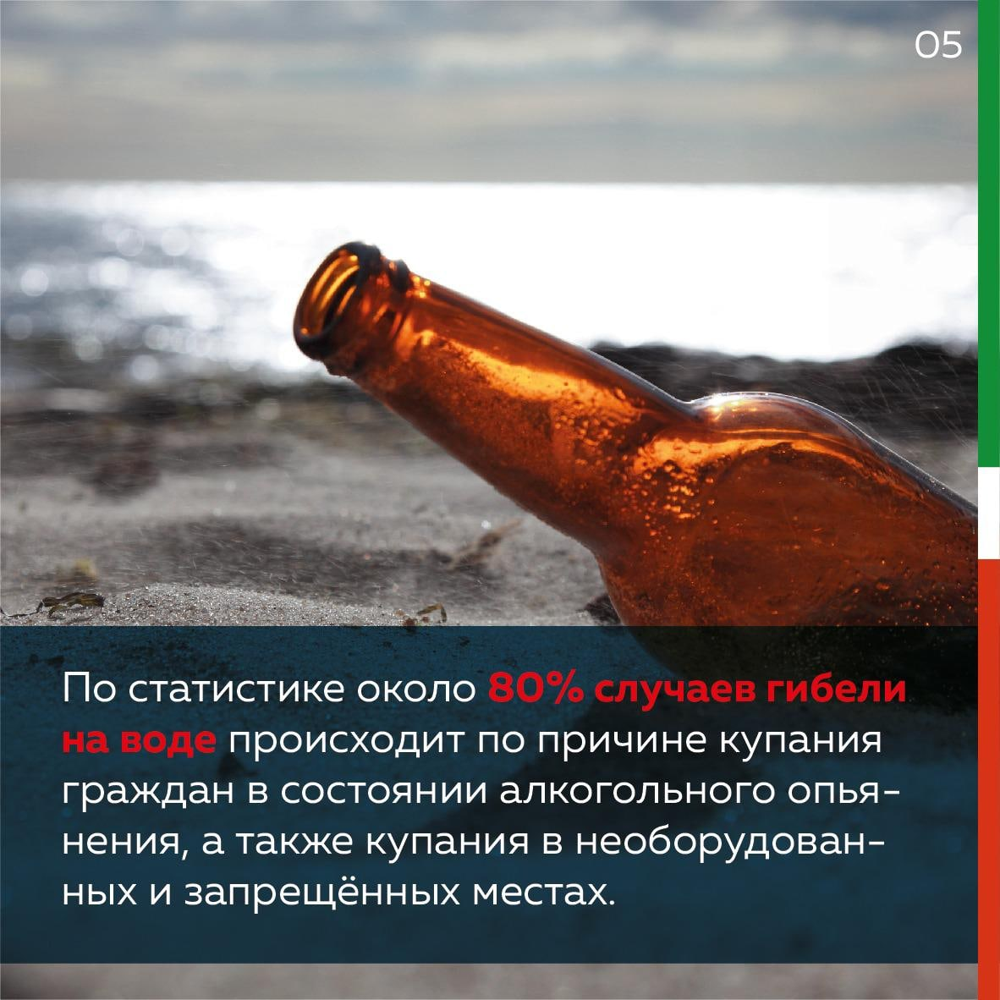 05
По статистике около 80% случаев гибели
на воде происходит по причине купания
граждан в состоянии алкогольного опья-
нения, а также купания в необорудован-
ных и запрещённых местах.